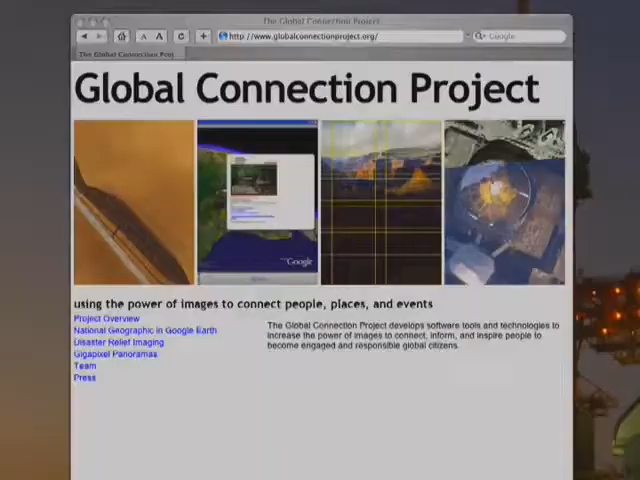 The Global Connection Project
A A
http://www.globalconnectionproject.org/
Google
The Global Connection Proj
Global Connection Project
Google
using the power of images to connect people, places, and events
Project Overview
National Geographic in Google Earth
Disaster Relief Imaging
Gigapixel Panoramas
Team
Press
The Global Connection Project develops software tools and technologies to
increase the power of images to connect, inform, and inspire people to
become engaged and responsible global citizens.